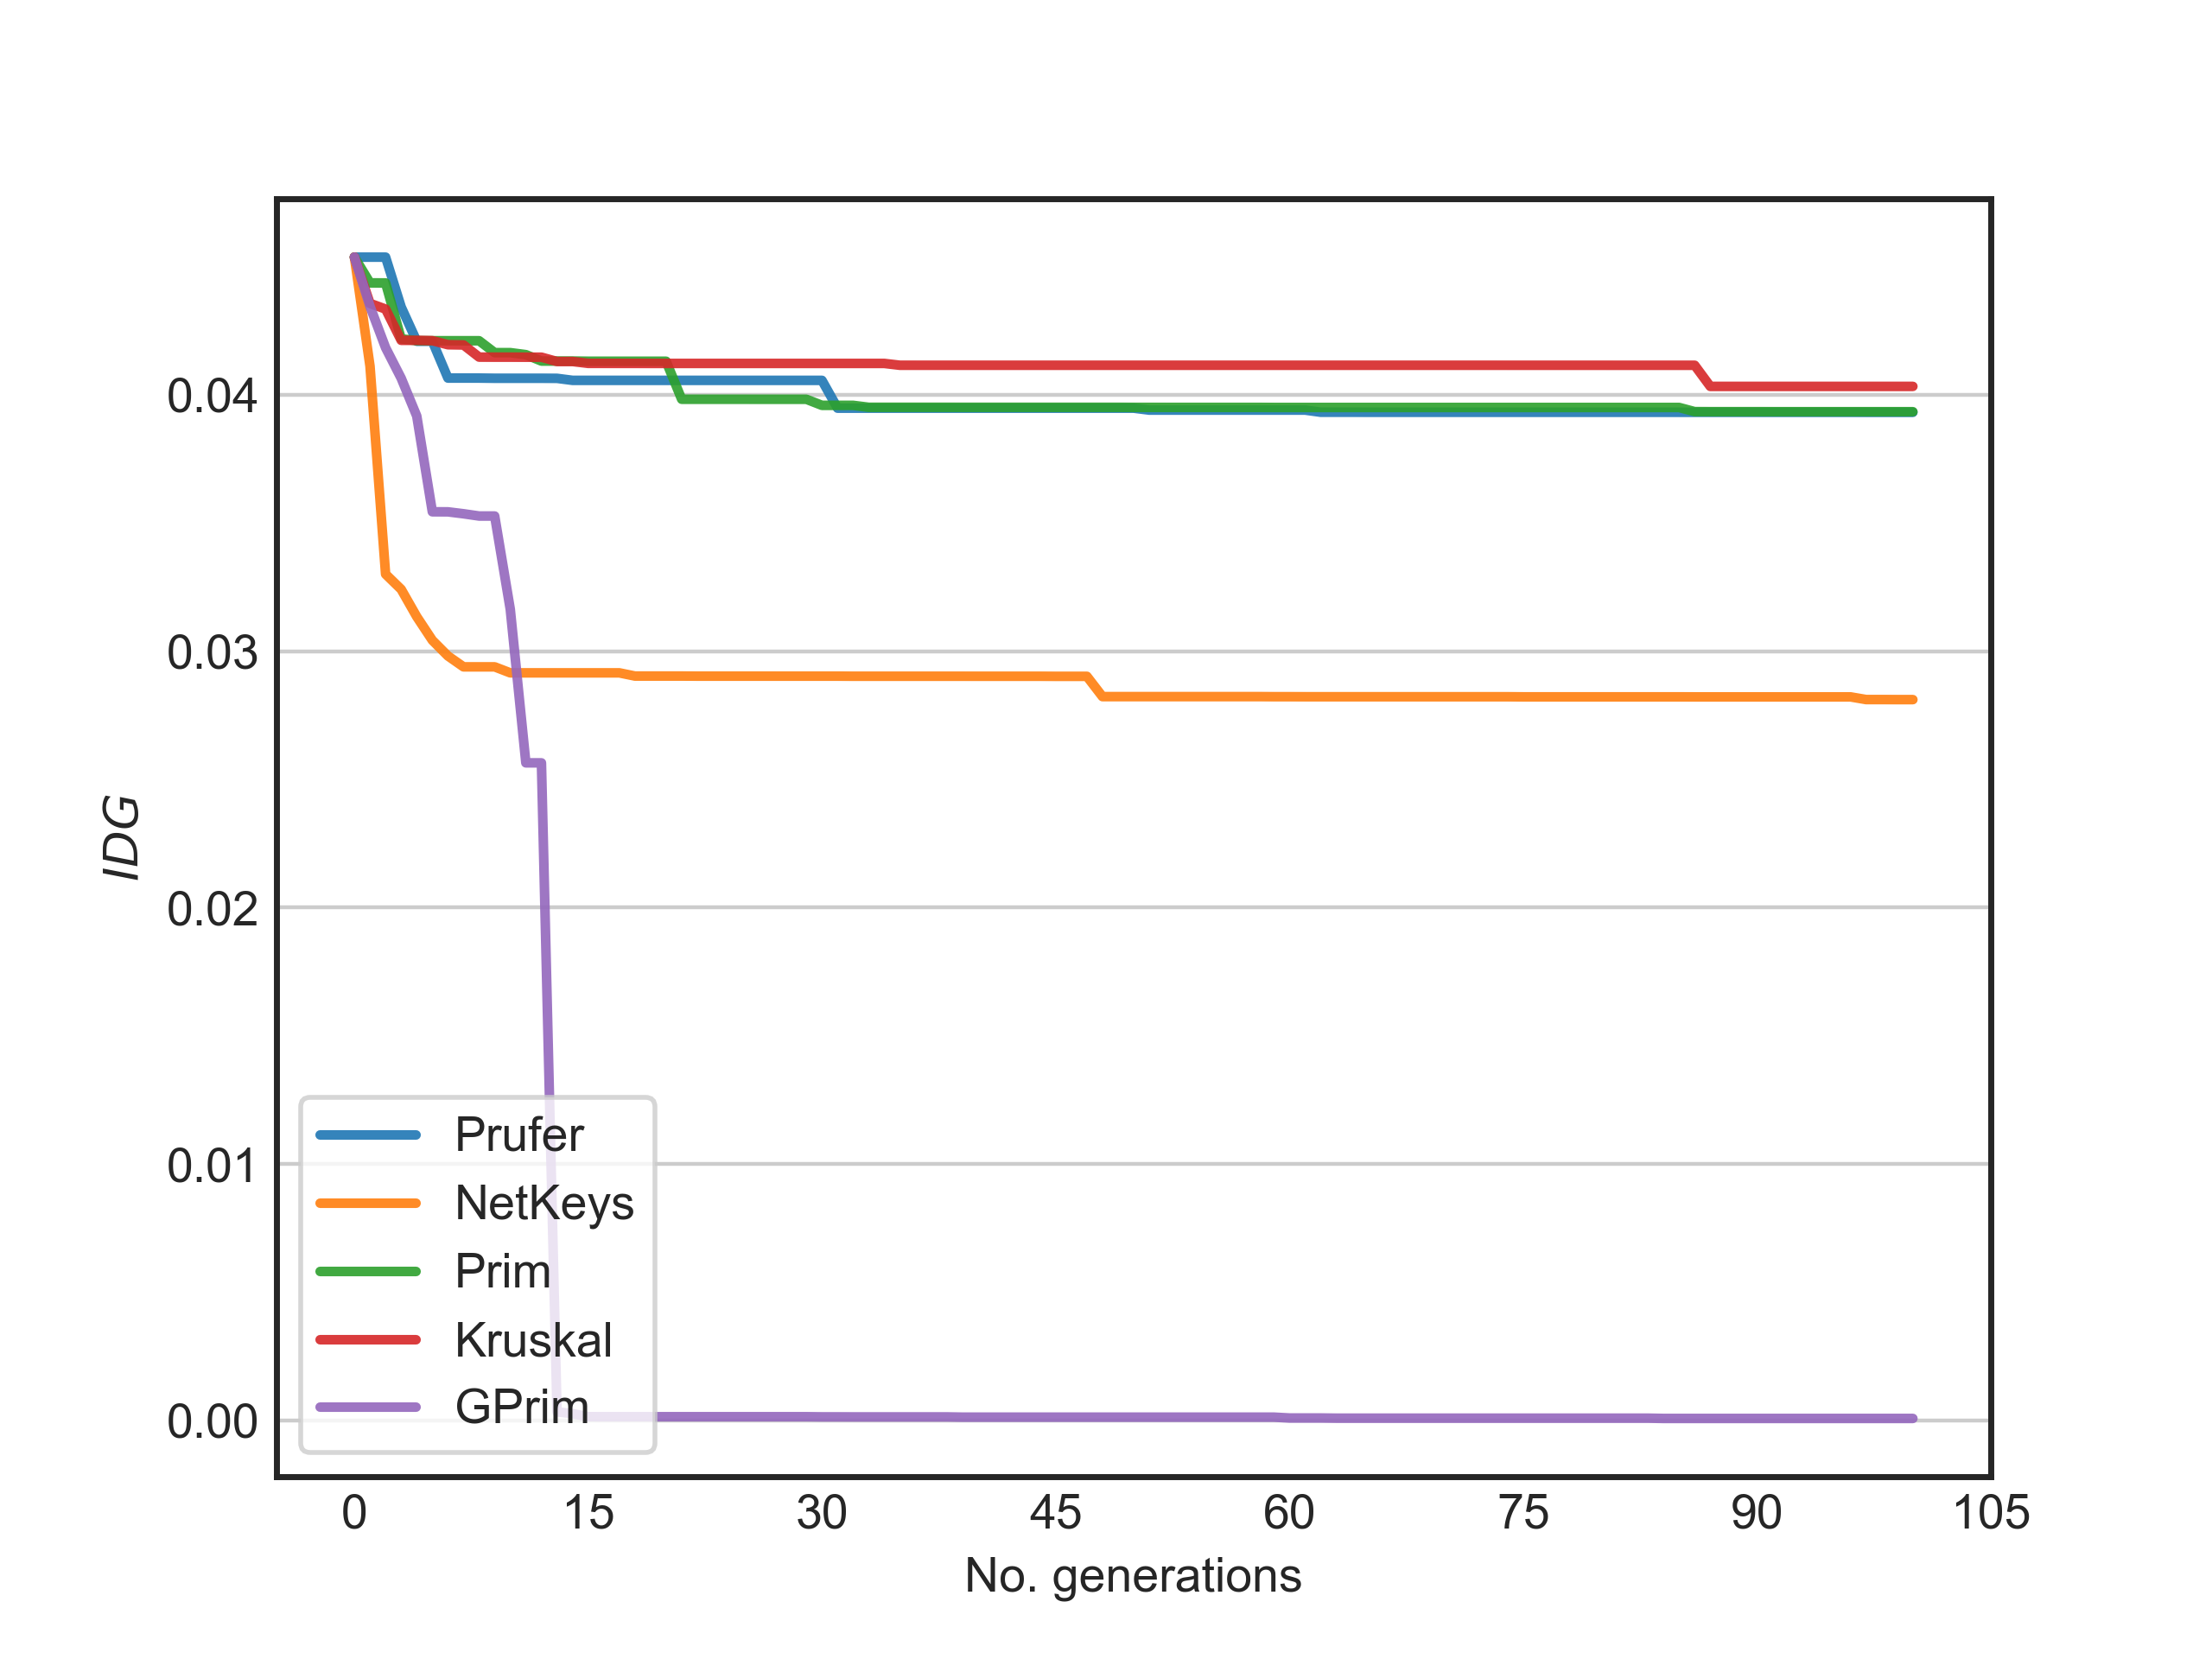 0.04
0.03
0.02
0.01
0.00
IDG
Prufer
NetKeys
Prim
Kruskal
GPrim
0 15 30 45 60 75 90 105
No. generations